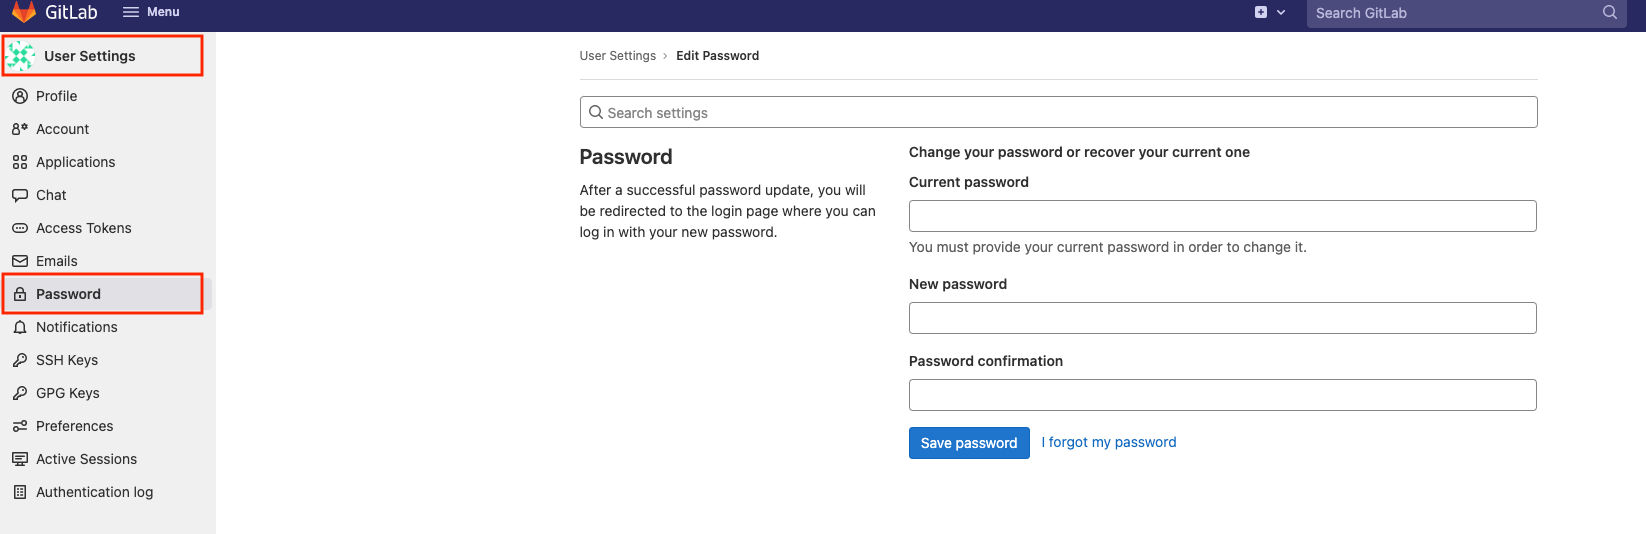 GitLab
Menu
Search GitLab
User Settings
Profile
Account
Applications
Chat
Access Tokens
Emails
Password
Notifications
SSH Keys
GPG Keys
Preferences
Active Sessions
Authentication log
User Settings › Edit Password
Search settings
Password
After a successful password update, you will
be redirected to the login page where you can
log in with your new password.
Change your password or recover your current one
Current password
You must provide your current password in order to change it.
New password
Password confirmation
Save password
I forgot my password